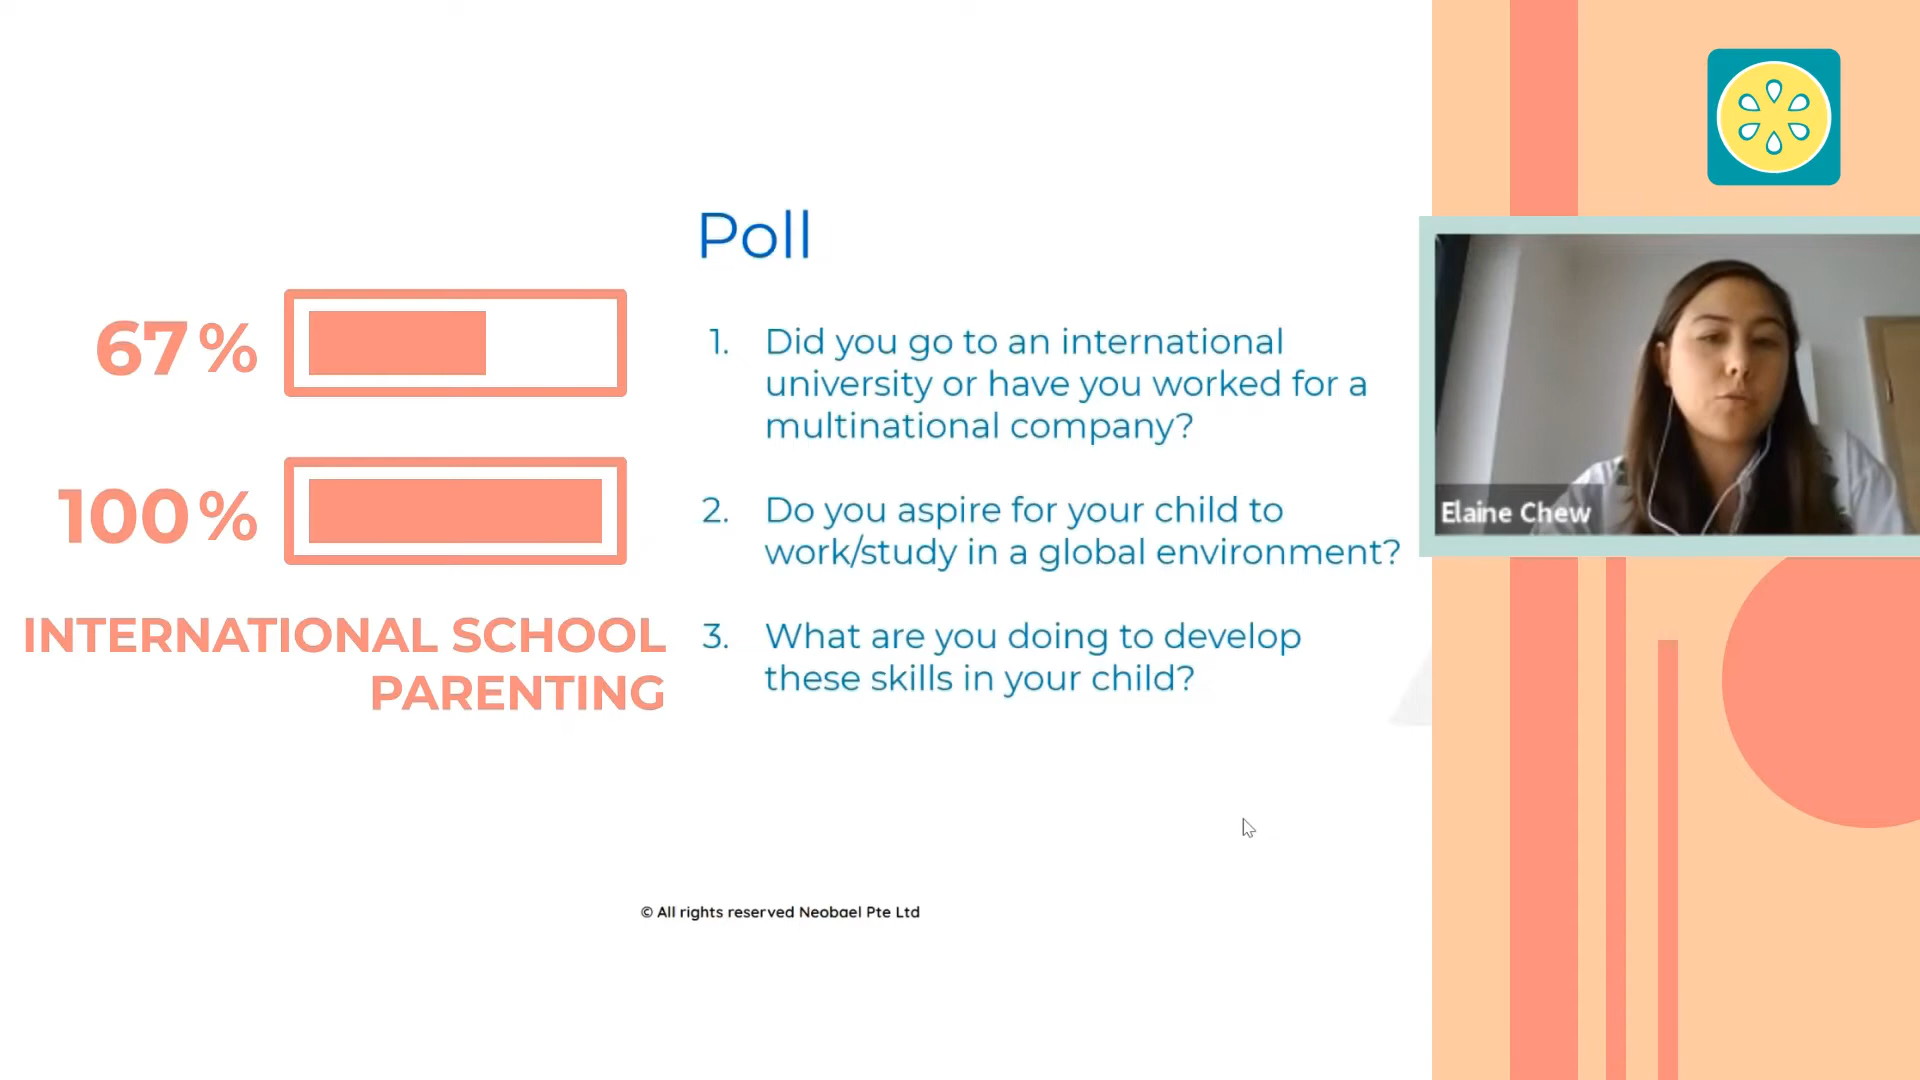 Poll
67%
1. Did you go to an international
university or have you worked for a
multinational company?
100%
2. Do you aspire for your child to
work/study in a global environment?
INTERNATIONAL SCHOOL
PARENTING
3. What are you doing to develop
these skills in your child?
Elaine Chew
© All rights reserved Neobael Pte Ltd